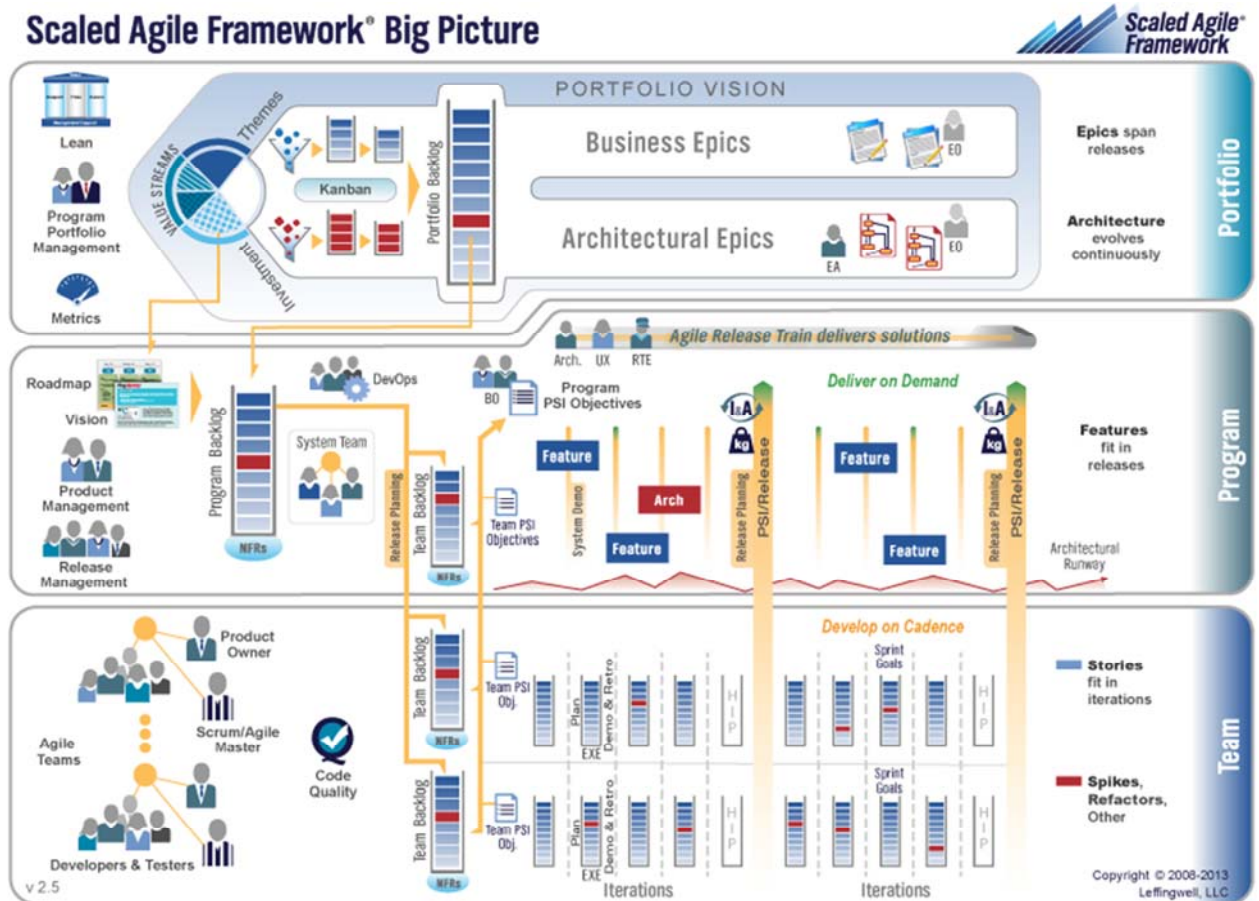 Scaled Agile Framework® Big Picture
Scaled Agile®
Framework
Lean
Program
Portfolio
Management
Metrics
VALUE STREAMS
Themes
Investment
Kanban
Portfolio Backlog
PORTFOLIO VISION
Business Epics
EO
Architectural Epics
EA
EO
Epics span
releases
Architecture
evolves
continuously
Portfolio
Roadmap
Vision
Product
Management
Release
Management
Program Backlog
NFRs
DevOps
System Team
Release Planning
Team Backlog
NFRs
BO
Program
PSI Objectives
Team PSI
Objectives
Arch.
UX
RTE
Agile Release Train delivers solutions
Deliver on Demand
Feature
System Demo
Feature
Arch
I&A
kg
Release Planning
PSI/Release
Feature
Feature
I&A
kg
Release Planning
PSI/Release
Architectural
Runway
Features
fit in
releases
Program
Agile
Teams
Product
Owner
Scrum/Agile
Master
Developers & Testers
Code
Quality
Team Backlog
NFRs
Team PSI
Obj.
Team Backlog
NFRs
Team PSI
Obj.
Develop on Cadence
Plan
EXE
Demo & Retro
HIP
Sprint
Goals
HIP
Plan
EXE
Demo & Retro
HIP
Sprint
Goals
HIP
Iterations
Iterations
Stories
fit in
iterations
Spikes,
Refactors,
Other
Team
v 2.5
Copyright © 2008-2013
Leffingwell, LLC